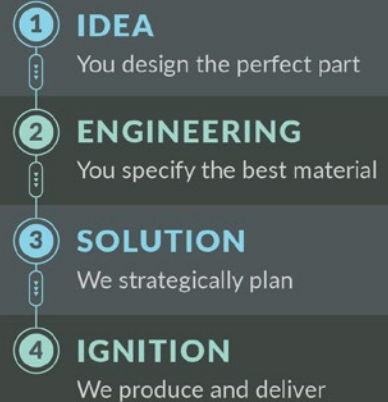 1 IDEA
You design the perfect part
2 ENGINEERING
You specify the best material
3 SOLUTION
We strategically plan
4 IGNITION
We produce and deliver